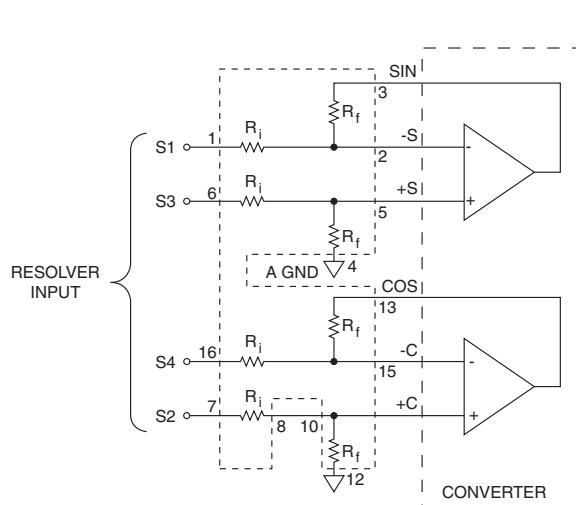 SIN
3
R f
S1
1
R i
-S
2
-
S3
6
R i
+S
5
+
R f
A GND
4
RESOLVER
INPUT
COS
13
R f
S4
16
R i
-C
15
-
S2
7
R i
8
10
+C
+
R f
12
CONVERTER